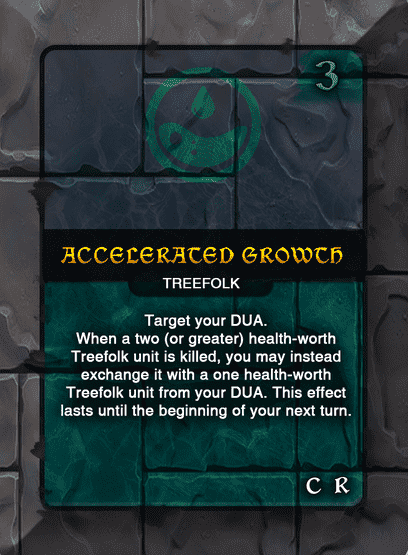 3
ACCELERATED GROWTH
TREEFOLK
Target your DUA.
When a two (or greater) health-worth
Treefolk unit is killed, you may instead
exchange it with a one health-worth
Treefolk unit from your DUA. This effect
lasts until the beginning of your next turn.
C R